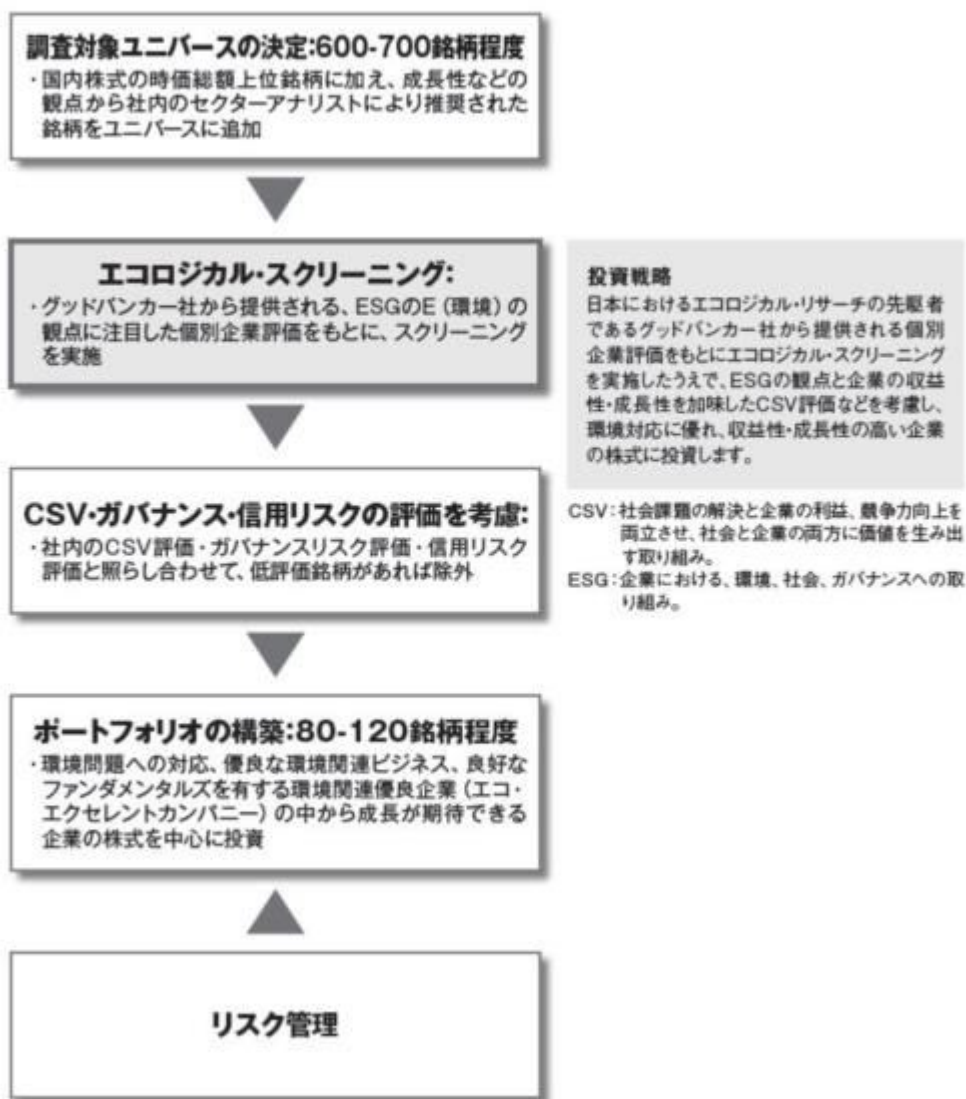 調査対象ユニバースの決定:600-700銘柄程度
・国内株式の時価総額上位銘柄に加え、成長性などの
観点から社内のセクターアナリストにより推奨された
銘柄をユニバースに追加
エコロジカル・スクリーニング:
・グッドバンカー社から提供される、ESGのE(環境)の
観点に注目した個別企業評価をもとに、スクリーニング
を実施
投資戦略
日本におけるエコロジカル・リサーチの先駆者
であるグッドバンカー社から提供される個別
企業評価をもとにエコロジカル・スクリーニング
を実施したうえで、ESGの観点と企業の収益
性・成長性を加味したCSV評価などを考慮し、
環境対応に優れ、収益性・成長性の高い企業
の株式に投資します。
CSV・ガバナンス・信用リスクの評価を考慮:
・社内のCSV評価・ガバナンスリスク評価・信用リスク
評価と照らし合わせて、低評価銘柄があれば除外
CSV:社会課題の解決と企業の利益、競争力向上を
両立させ、社会と企業の両方に価値を生み出
す取り組み。
ESG:企業における、環境、社会、ガバナンスへの取
り組み。
ポートフォリオの構築:80-120銘柄程度
・環境問題への対応、優良な環境関連ビジネス、良好な
ファンダメンタルズを有する環境関連優良企業(エコ・
エクセレントカンパニー)の中から成長が期待できる
企業の株式を中心に投資
リスク管理